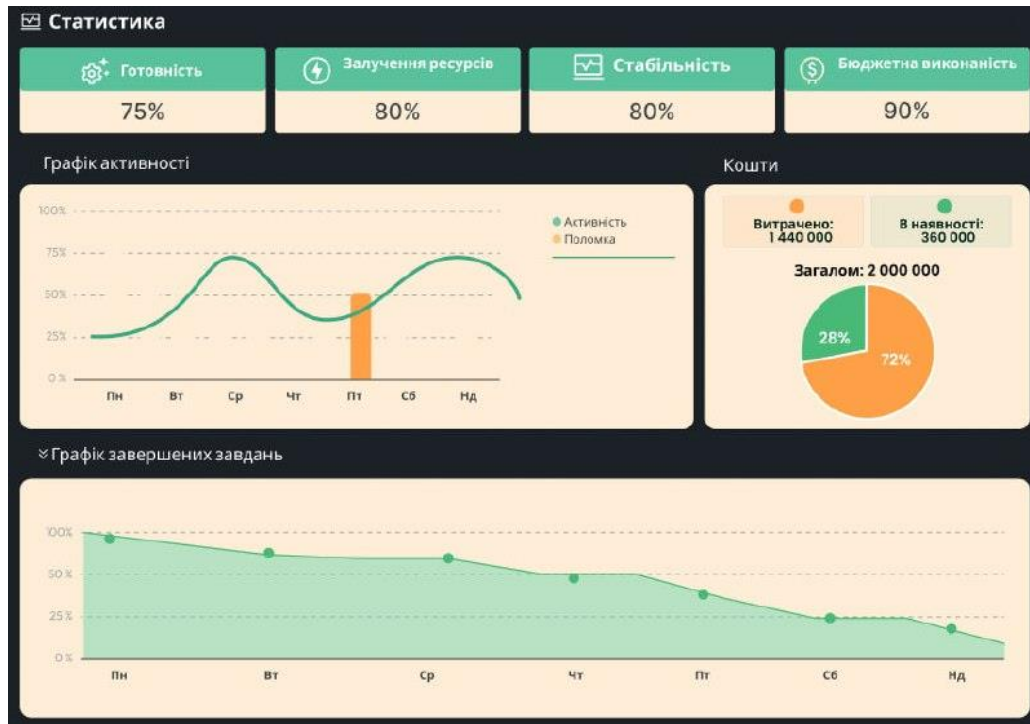 Статистика
Готовність
75%
Залучення ресурсів
80%
Стабільність
80%
Бюджетна виконаність
90%
Графік активності
100%
75%
50%
25%
0%
Пн
Вт
Ср
Чт
Пт
Сб
Нд
Активність
Поломка
Кошти
Витрачено:
1 440 000
В наявності:
360 000
Загалом: 2 000 000
28%
72%
Графік завершених завдань
100%
50%
25%
0%
Пн
Вт
Ср
Чт
Пт
Сб
Нд